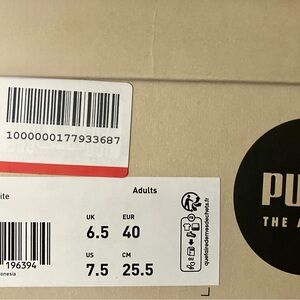 1000000177933687
ite
Adults
UK EUR
6.5 40
US CM
7.5 25.5
196394
onesia
quefairedemesdechets.fr
PU
THE A